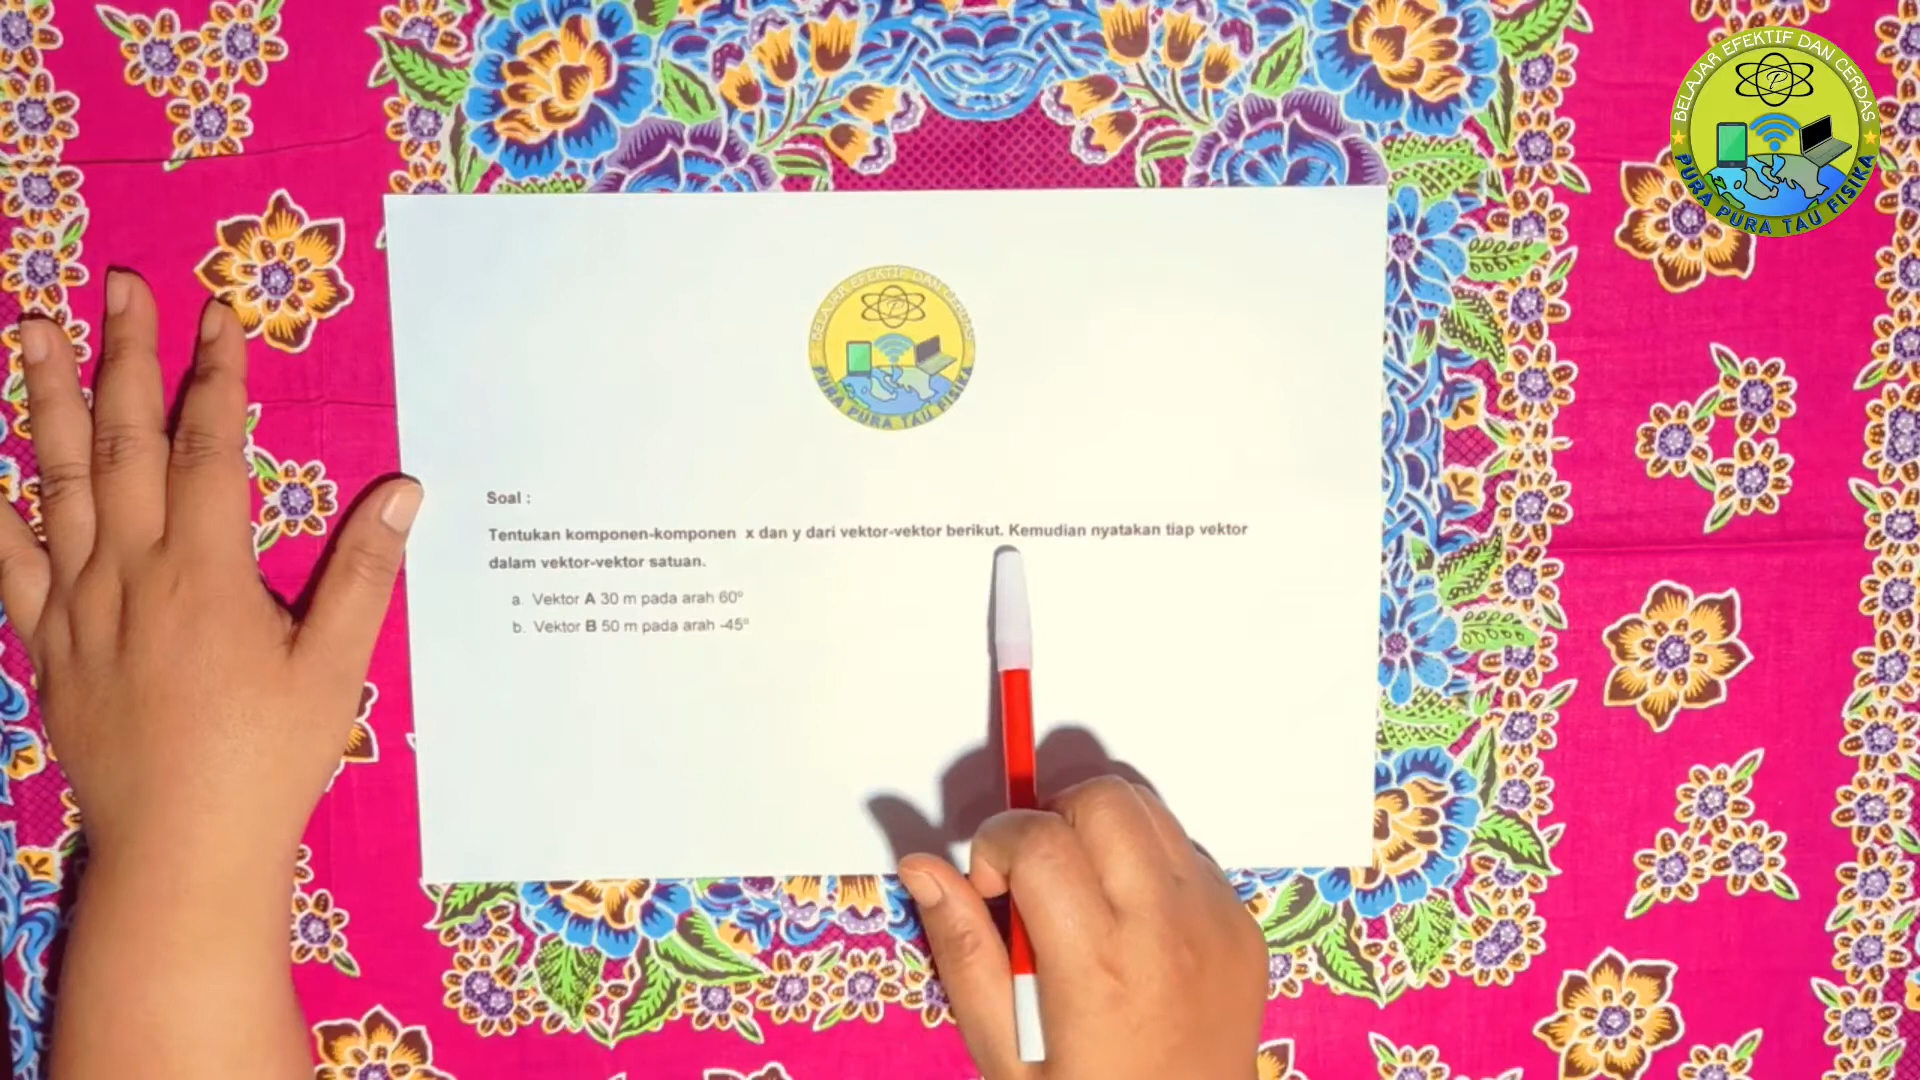 BELAJAR EFEKTIF DAN CERDAS
PURA PURA TAU FISIKA
BELAJAR EFEKTIF DAN CERDAS
PURA PURA TAU FISIKA
Soal :
Tentukan komponen-komponen x dan y dari vektor-vektor berikut. Kemudian nyatakan tiap vektor
dalam vektor-vektor satuan.
a. Vektor A 30 m pada arah 60º
b. Vektor B 50 m pada arah -45º